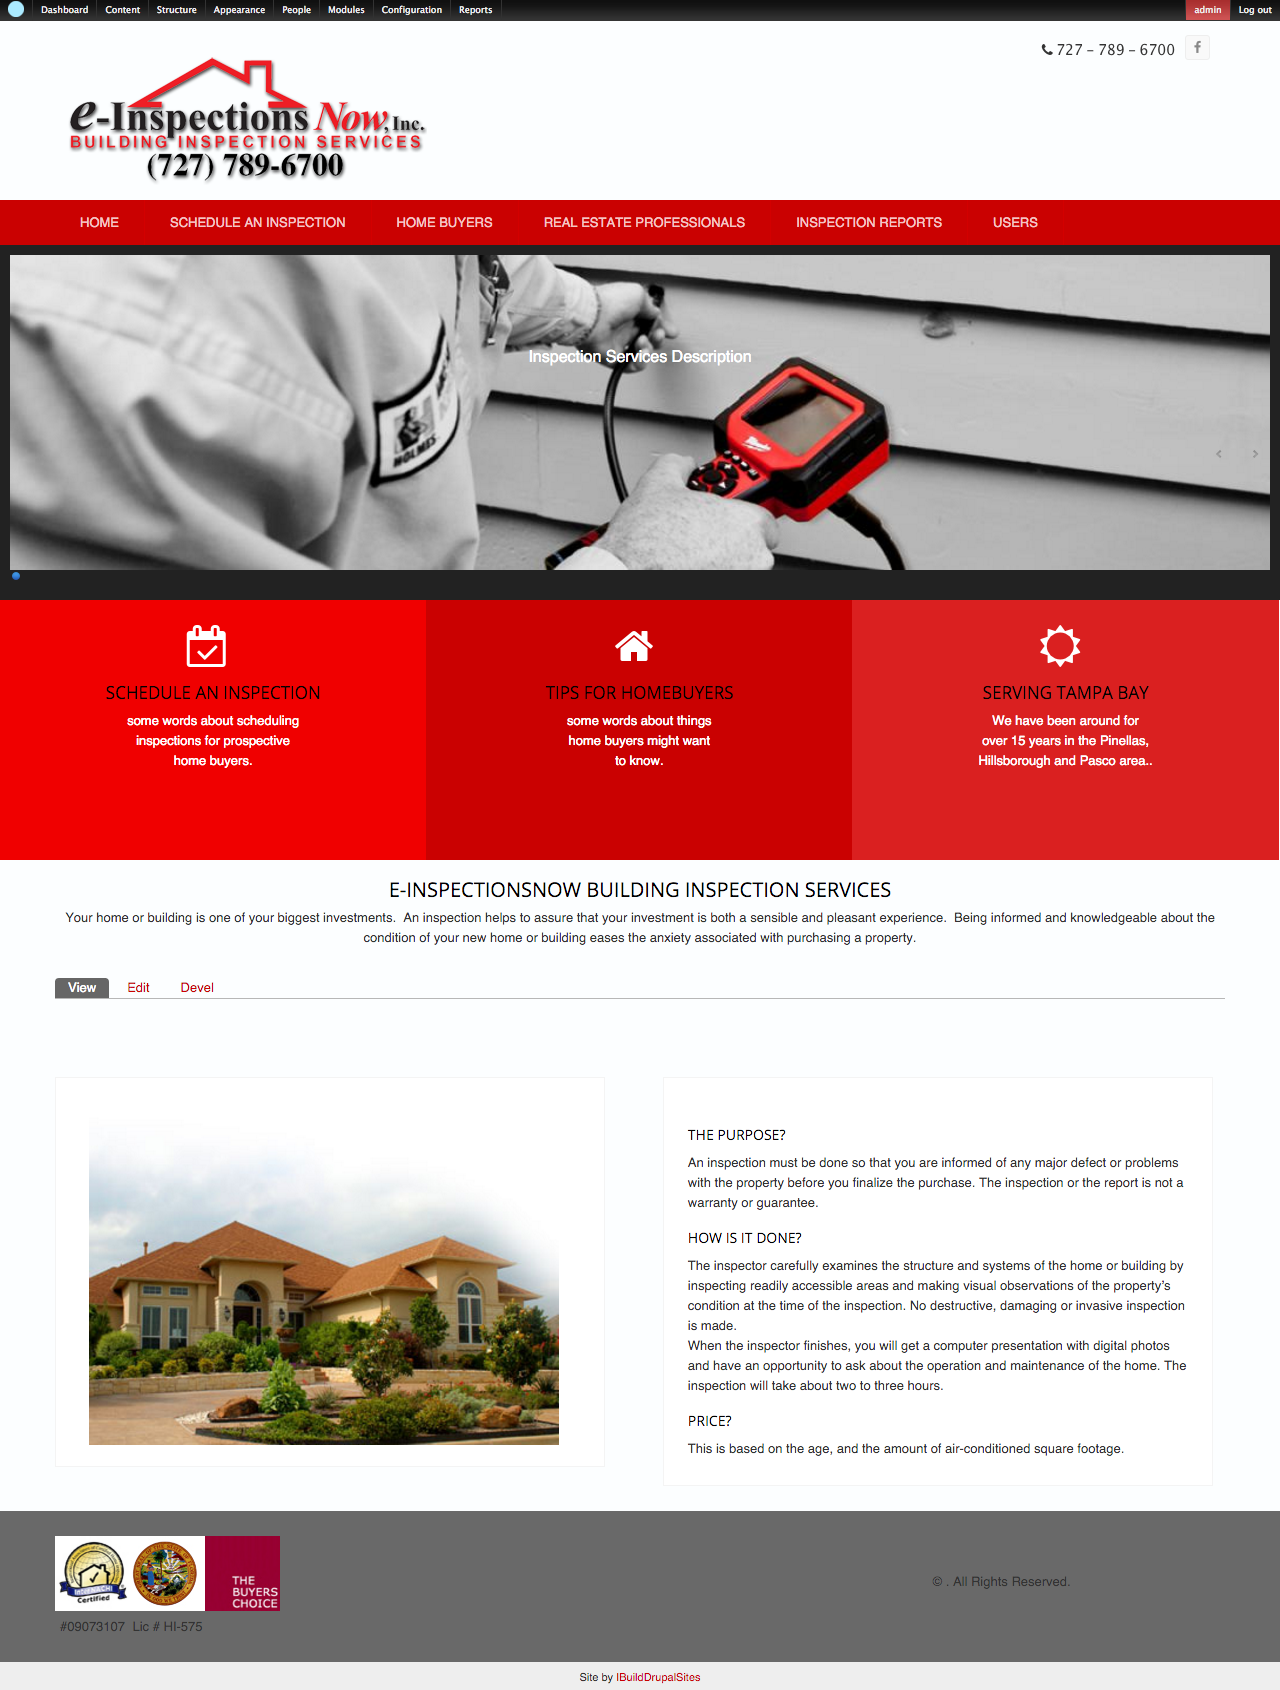 Dashboard Content Structure Appearance People Modules Configuration Reports admin Log out
727 – 789 – 6700
e-Inspections Now, Inc.
BUILDING INSPECTION SERVICES
(727) 789-6700
HOME SCHEDULE AN INSPECTION HOME BUYERS REAL ESTATE PROFESSIONALS INSPECTION REPORTS USERS
Inspection Services Description
HOLMES
SCHEDULE AN INSPECTION
some words about scheduling
inspections for prospective
home buyers.
TIPS FOR HOMEBUYERS
some words about things
home buyers might want
to know.
SERVING TAMPA BAY
We have been around for
over 15 years in the Pinellas,
Hillsborough and Pasco area..
E-INSPECTIONSNOW BUILDING INSPECTION SERVICES
Your home or building is one of your biggest investments.  An inspection helps to assure that your investment is both a sensible and pleasant experience.  Being informed and knowledgeable about the
condition of your new home or building eases the anxiety associated with purchasing a property.
View Edit Devel
THE PURPOSE?
An inspection must be done so that you are informed of any major defect or problems
with the property before you finalize the purchase. The inspection or the report is not a
warranty or guarantee.
HOW IS IT DONE?
The inspector carefully examines the structure and systems of the home or building by
inspecting readily accessible areas and making visual observations of the property's
condition at the time of the inspection. No destructive, damaging or invasive inspection
is made.
When the inspector finishes, you will get a computer presentation with digital photos
and have an opportunity to ask about the operation and maintenance of the home. The
inspection will take about two to three hours.
PRICE?
This is based on the age, and the amount of air-conditioned square footage.
Certified
THE
BUYERS
CHOICE
#09073107  Lic # HI-575
© . All Rights Reserved.
Site by IBuildDrupalSites